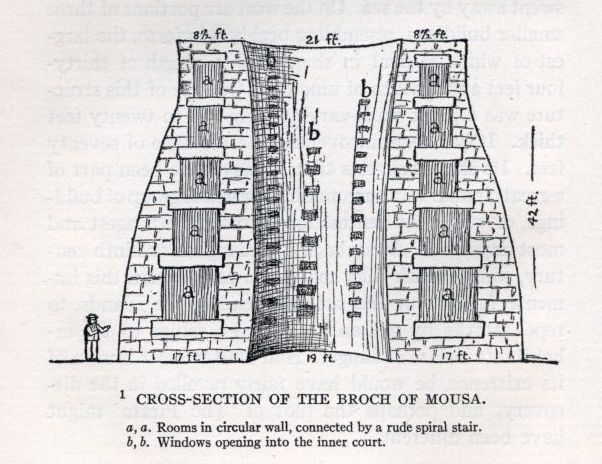 8½ ft. 21 ft. 8½ ft.
b
a a
b
a b a
a a
42 ft.
a a
a a
17 ft. 19 ft. 17 ft.
1 CROSS-SECTION OF THE BROCH OF MOUSA.
a, a. Rooms in circular wall, connected by a rude spiral stair.
b, b. Windows opening into the inner court.